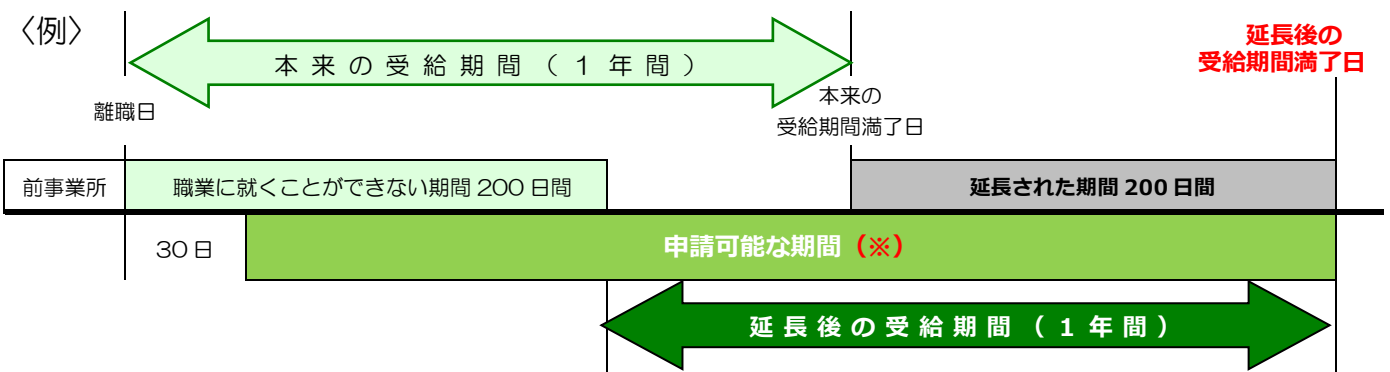 〈例〉
本来の受給期間（１年間）
延長後の
受給期間満了日
離職日
本来の
受給期間満了日
前事業所
職業に就くことができない期間 200 日間
延長された期間 200 日間
30 日
申請可能な期間（※）
延長後の受給期間（１年間）